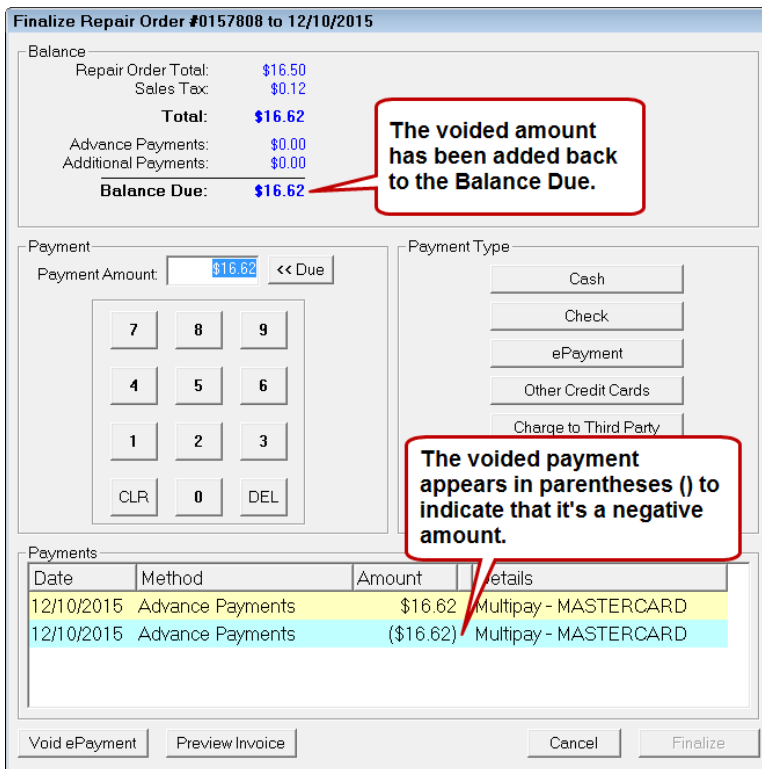 Finalize Repair Order #0157808 to 12/10/2015
Balance
Repair Order Total: $16.50
Sales Tax: $0.12
Total: $16.62
Advance Payments: $0.00
Additional Payments: $0.00
Balance Due: $16.62
The voided amount
has been added back
to the Balance Due.
Payment
Payment Amount: $16.62 << Due
7 8 9
4 5 6
1 2 3
CLR 0 DEL
Payment Type
Cash
Check
ePayment
Other Credit Cards
Charge to Third Party
The voided payment
appears in parentheses () to
indicate that it's a negative
amount.
Payments
Date Method Amount Details
12/10/2015 Advance Payments $16.62 Multipay - MASTERCARD
12/10/2015 Advance Payments ($16.62) Multipay - MASTERCARD
Void ePayment Preview Invoice Cancel Finalize